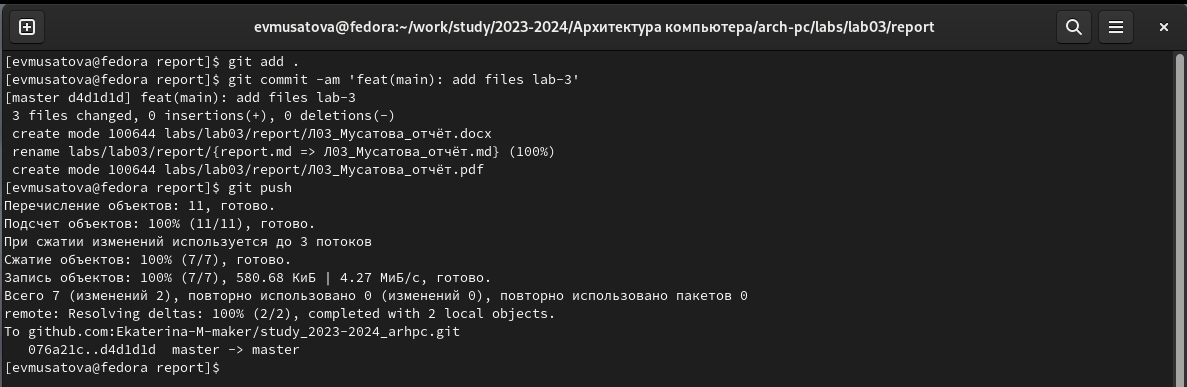 evmusatova@fedora:~/work/study/2023-2024/Архитектура компьютера/arch-pc/labs/lab03/report
[evmusatova@fedora report]$ git add .
[evmusatova@fedora report]$ git commit -am 'feat(main): add files lab-3'
[master d4d1d1d] feat(main): add files lab-3
 3 files changed, 0 insertions(+), 0 deletions(-)
 create mode 100644 labs/lab03/report/Л03_Мусатова_отчёт.docx
 rename labs/lab03/report/{report.md => Л03_Мусатова_отчёт.md} (100%)
 create mode 100644 labs/lab03/report/Л03_Мусатова_отчёт.pdf
[evmusatova@fedora report]$ git push
Перечисление объектов: 11, готово.
Подсчет объектов: 100% (11/11), готово.
При сжатии изменений используется до 3 потоков
Сжатие объектов: 100% (7/7), готово.
Запись объектов: 100% (7/7), 580.68 КиБ | 4.27 МиБ/с, готово.
Всего 7 (изменений 2), повторно использовано 0 (изменений 0), повторно использовано пакетов 0
remote: Resolving deltas: 100% (2/2), completed with 2 local objects.
To github.com:Ekaterina-M-maker/study_2023-2024_arhpc.git
   076a21c..d4d1d1d  master -> master
[evmusatova@fedora report]$